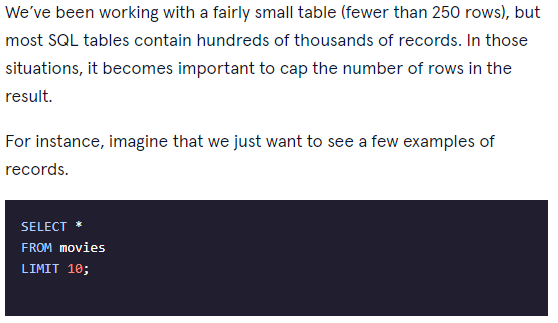 We’ve been working with a fairly small table (fewer than 250 rows), but
most SQL tables contain hundreds of thousands of records. In those
situations, it becomes important to cap the number of rows in the
result.
For instance, imagine that we just want to see a few examples of
records.
SELECT *
FROM movies
LIMIT 10;